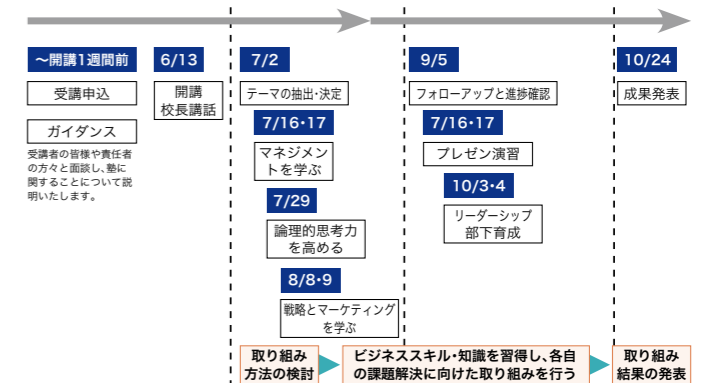 ～開講1週間前
受講申込
ガイダンス
受講者の皆様や責任者
の方々と面談し、塾に
関することについて説
明いたします。
6/13
開講
校長講話
7/2
テーマの抽出・決定
7/16・17
マネジメン
トを学ぶ
7/29
論理的思考力
を高める
8/8・9
戦略とマーケティング
を学ぶ
9/5
フォローアップと進捗確認
7/16・17
プレゼン演習
10/3・4
リーダーシップ
部下育成
10/24
成果発表
取り組み
方法の検討
ビジネススキル・知識を習得し、各自
の課題解決に向けた取り組みを行う
取り組み
結果の発表